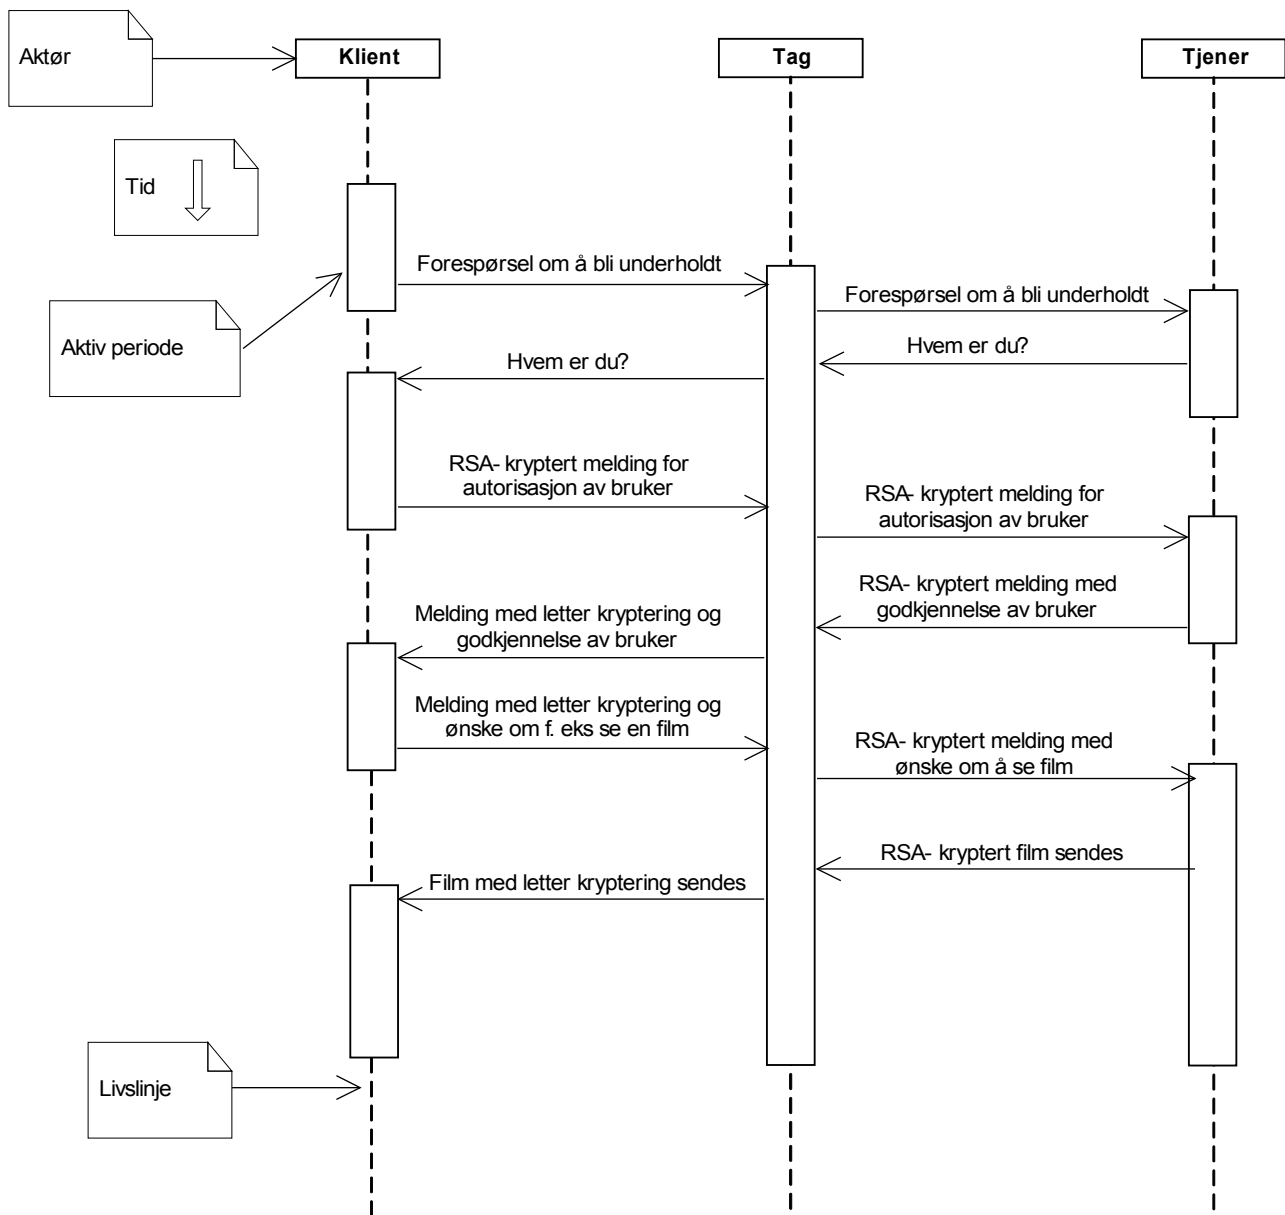 Aktør
Klient
Tag
Tjener
Tid
Forespørsel om å bli underholdt
Forespørsel om å bli underholdt
Aktiv periode
Hvem er du?
Hvem er du?
RSA- kryptert melding for
autorisasjon av bruker
RSA- kryptert melding for
autorisasjon av bruker
RSA- kryptert melding med
godkjennelse av bruker
Melding med letter kryptering og
godkjennelse av bruker
Melding med letter kryptering og
ønske om f. eks se en film
RSA- kryptert melding med
ønske om å se film
RSA- kryptert film sendes
Film med letter kryptering sendes
Livslinje